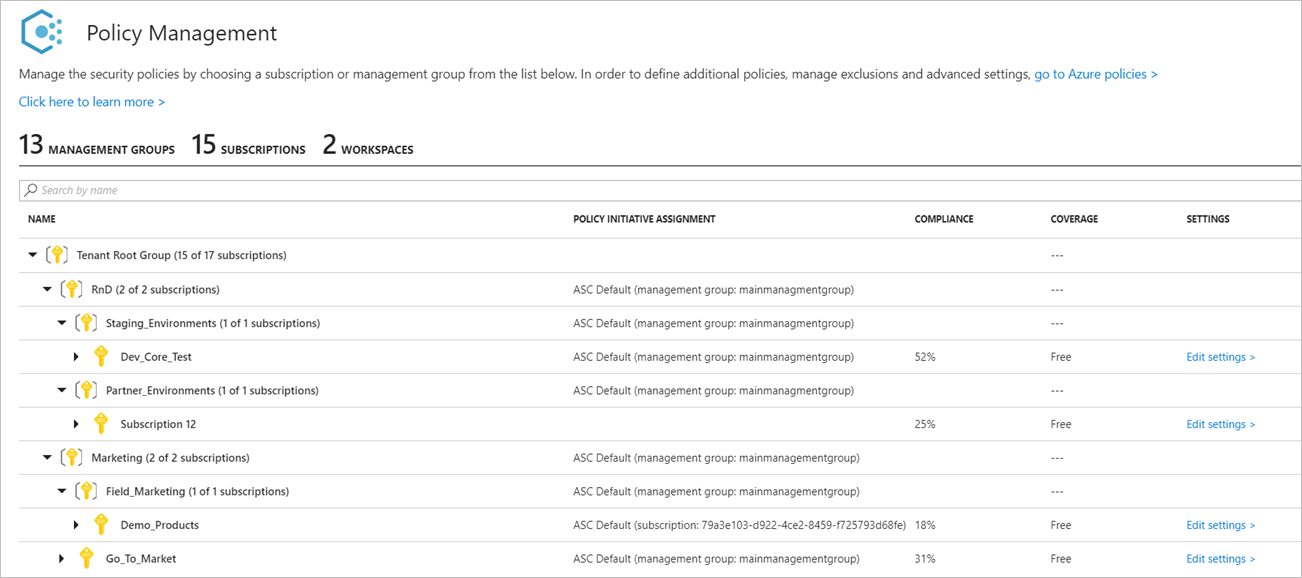 Policy Management
Manage the security policies by choosing a subscription or management group from the list below. In order to define additional policies, manage exclusions and advanced settings, go to Azure policies >
Click here to learn more >
13 MANAGEMENT GROUPS 15 SUBSCRIPTIONS 2 WORKSPACES
Search by name
NAME POLICY INITIATIVE ASSIGNMENT COMPLIANCE COVERAGE SETTINGS
Tenant Root Group (15 of 17 subscriptions) ---
RnD (2 of 2 subscriptions) ASC Default (management group: mainmanagmentgroup) ---
Staging_Environments (1 of 1 subscriptions) ASC Default (management group: mainmanagmentgroup) ---
Dev_Core_Test ASC Default (management group: mainmanagmentgroup) 52% Free Edit settings >
Partner_Environments (1 of 1 subscriptions) ASC Default (management group: mainmanagmentgroup) ---
Subscription 12 25% Free Edit settings >
Marketing (2 of 2 subscriptions) ASC Default (management group: mainmanagementgroup) ---
Field_Marketing (1 of 1 subscriptions) ASC Default (management group: mainmanagementgroup) ---
Demo_Products ASC Default (subscription: 79a3e103-d922-4ce2-8459-f725793d68fe) 18% Free Edit settings >
Go_To_Market ASC Default (management group: mainmanagementgroup) 31% Free Edit settings >